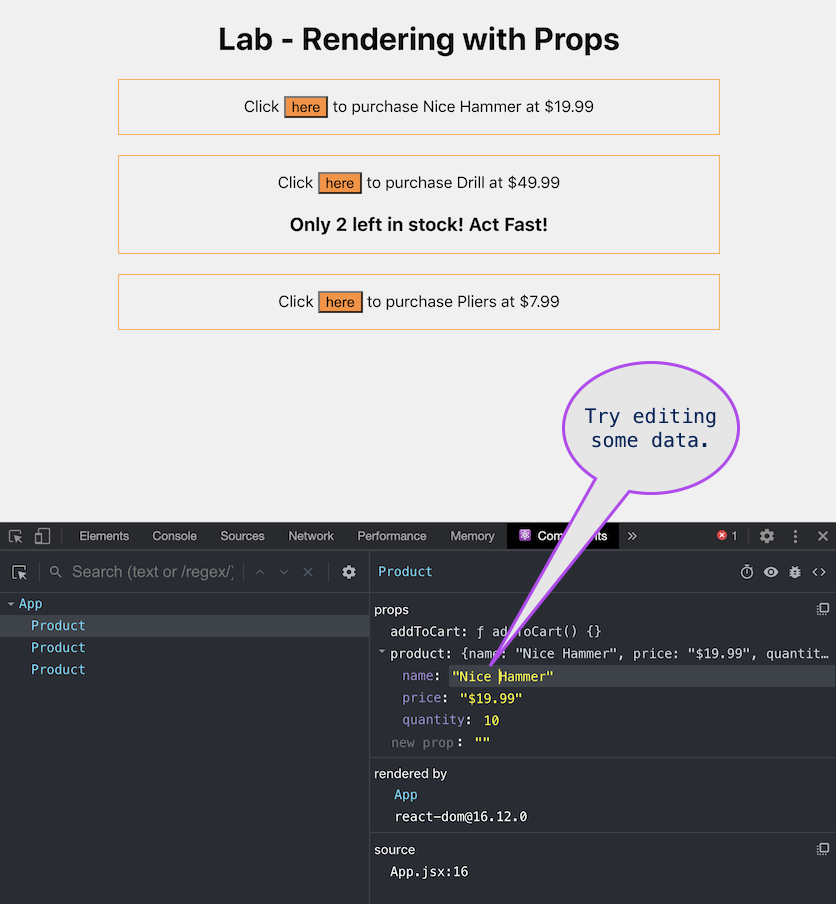 Lab - Rendering with Props
Click here to purchase Nice Hammer at $19.99
Click here to purchase Drill at $49.99
Only 2 left in stock! Act Fast!
Click here to purchase Pliers at $7.99
Try editing
some data.
Elements Console Sources Network Performance Memory 1
Search (text or /regex/) Product
App
Product
Product
Product
props
addToCart: ƒ addToCart() {}
product: {name: "Nice Hammer", price: "$19.99", quantit…
name: "Nice Hammer"
price: "$19.99"
quantity: 10
new prop: ""
rendered by
App
react-dom@16.12.0
source
App.jsx:16